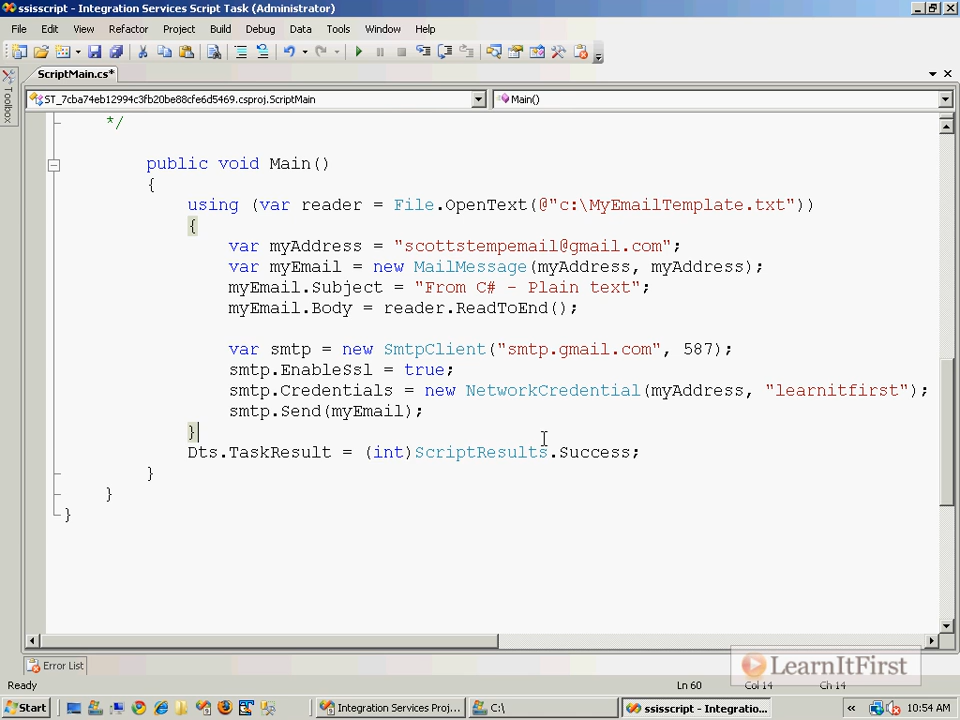 ssisscript - Integration Services Script Task (Administrator)
File Edit View Refactor Project Build Debug Data Tools Window Help
ScriptMain.cs*
Toolbox
ST_7cba74eb12994c3fb20be88cfe6d5469.csproj.ScriptMain Main()
*/
public void Main()
{
using (var reader = File.OpenText(@"c:\MyEmailTemplate.txt"))
{
var myAddress = "scottstempemail@gmail.com";
var myEmail = new MailMessage(myAddress, myAddress);
myEmail.Subject = "From C# - Plain text";
myEmail.Body = reader.ReadToEnd();
var smtp = new SmtpClient("smtp.gmail.com", 587);
smtp.EnableSsl = true;
smtp.Credentials = new NetworkCredential(myAddress, "learnitfirst");
smtp.Send(myEmail);
}
Dts.TaskResult = (int)ScriptResults.Success;
}
}
}
Error List
LearnItFirst
Ready Ln 60 Col 14 Ch 14
Start Integration Services Proj... C:\ ssisscript - Integratio... « 10:54 AM